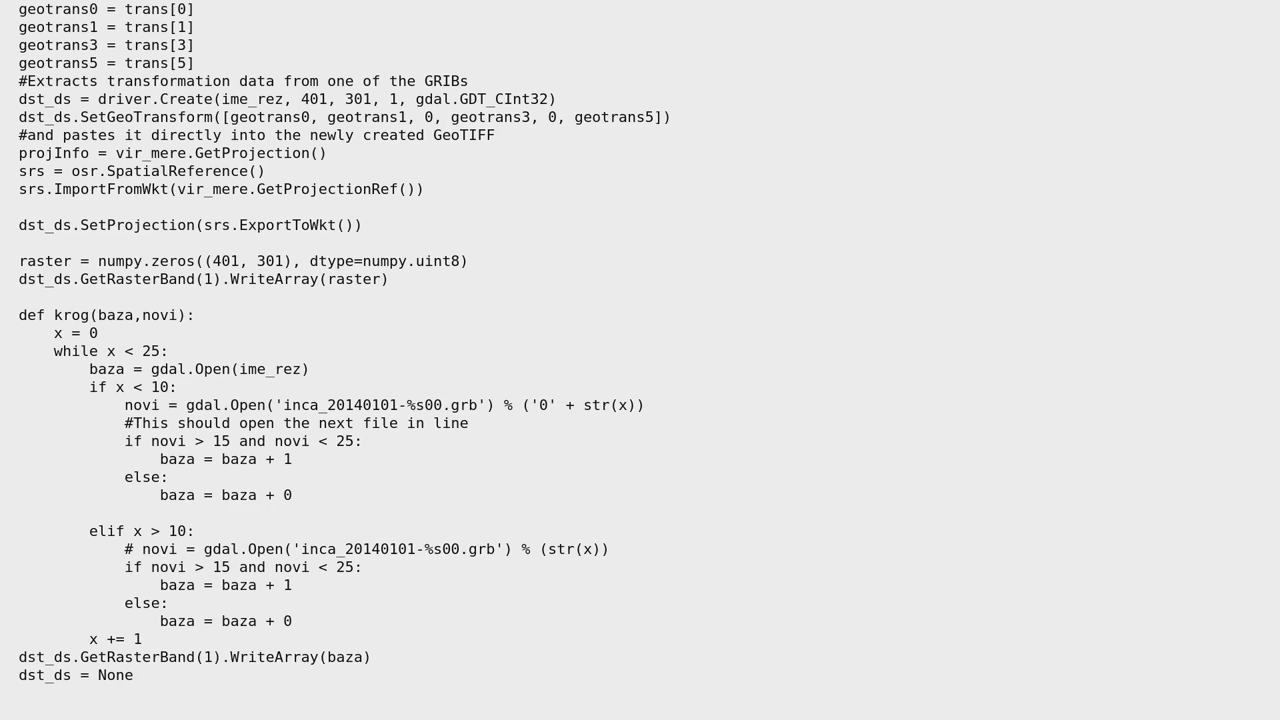 geotrans0 = trans[0]
geotrans1 = trans[1]
geotrans3 = trans[3]
geotrans5 = trans[5]
#Extracts transformation data from one of the GRIBs
dst_ds = driver.Create(ime_rez, 401, 301, 1, gdal.GDT_CInt32)
dst_ds.SetGeoTransform([geotrans0, geotrans1, 0, geotrans3, 0, geotrans5])
#and pastes it directly into the newly created GeoTIFF
projInfo = vir_mere.GetProjection()
srs = osr.SpatialReference()
srs.ImportFromWkt(vir_mere.GetProjectionRef())

dst_ds.SetProjection(srs.ExportToWkt())

raster = numpy.zeros((401, 301), dtype=numpy.uint8)
dst_ds.GetRasterBand(1).WriteArray(raster)

def krog(baza,novi):
    x = 0
    while x < 25:
        baza = gdal.Open(ime_rez)
        if x < 10:
            novi = gdal.Open('inca_20140101-%s00.grb') % ('0' + str(x))
            #This should open the next file in line
            if novi > 15 and novi < 25:
                baza = baza + 1
            else:
                baza = baza + 0

        elif x > 10:
            # novi = gdal.Open('inca_20140101-%s00.grb') % (str(x))
            if novi > 15 and novi < 25:
                baza = baza + 1
            else:
                baza = baza + 0
        x += 1
dst_ds.GetRasterBand(1).WriteArray(baza)
dst_ds = None